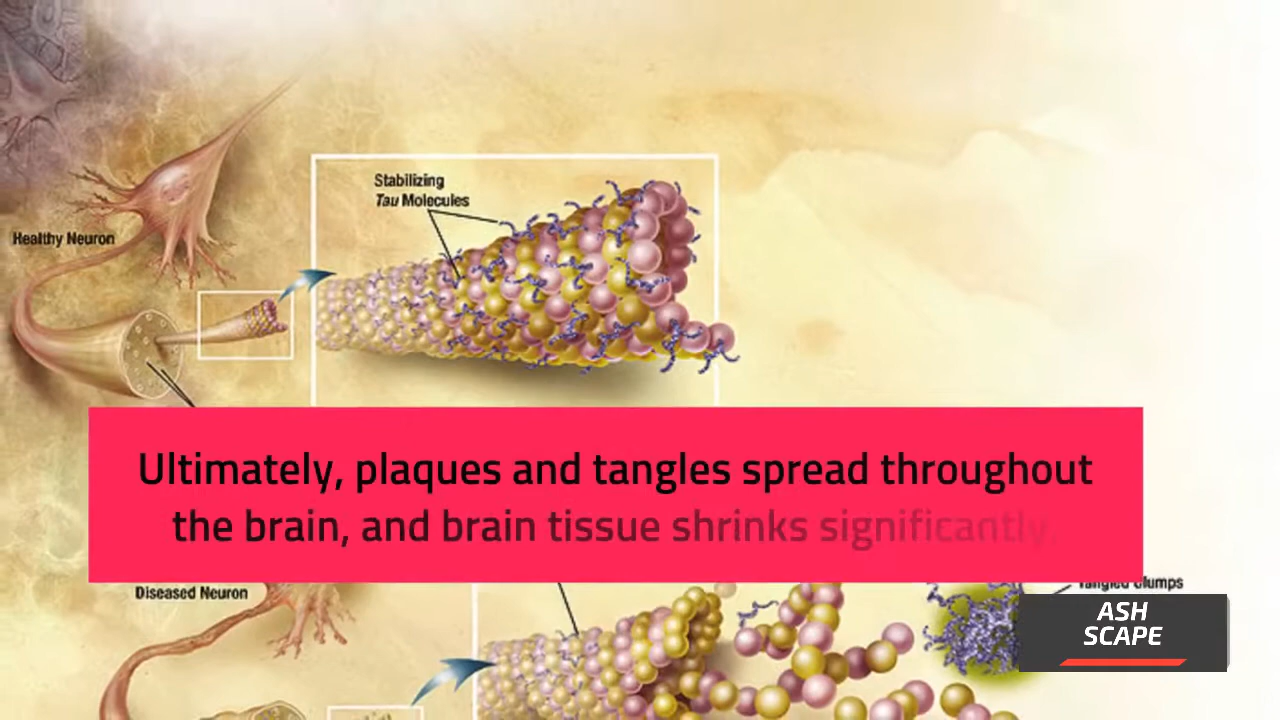 Stabilizing
Tau Molecules
Healthy Neuron
Ultimately, plaques and tangles spread throughout
the brain, and brain tissue shrinks significantly.
Diseased Neuron
Tangled Clumps
ASH
SCAPE